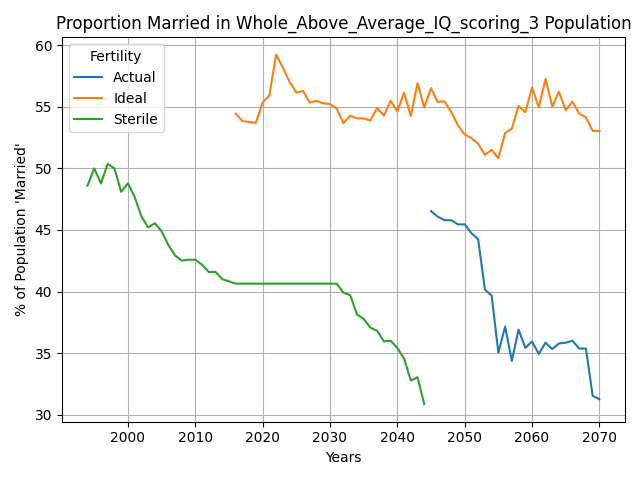 Proportion Married in Whole_Above_Average_IQ_scoring_3 Population
Fertility
Actual
Ideal
Sterile
% of Population 'Married'
60
55
50
45
40
35
30
2000
2010
2020
2030
2040
2050
2060
2070
Years